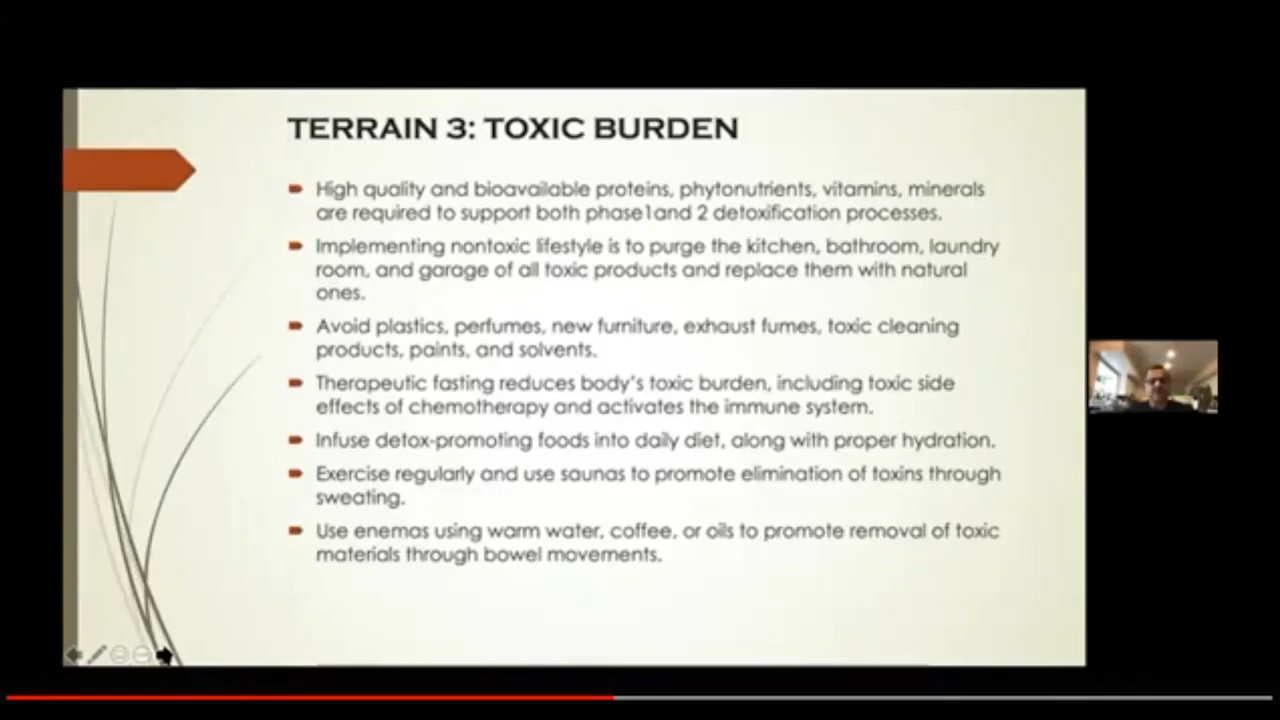 TERRAIN 3: TOXIC BURDEN
High quality and bioavailable proteins, phytonutrients, vitamins, minerals
are required to support both phase1and 2 detoxification processes.
Implementing nontoxic lifestyle is to purge the kitchen, bathroom, laundry
room, and garage of all toxic products and replace them with natural
ones.
Avoid plastics, perfumes, new furniture, exhaust fumes, toxic cleaning
products, paints, and solvents.
Therapeutic fasting reduces body's toxic burden, including toxic side
effects of chemotherapy and activates the immune system.
Infuse detox-promoting foods into daily diet, along with proper hydration.
Exercise regularly and use saunas to promote elimination of toxins through
sweating.
Use enemas using warm water, coffee, or oils to promote removal of toxic
materials through bowel movements.